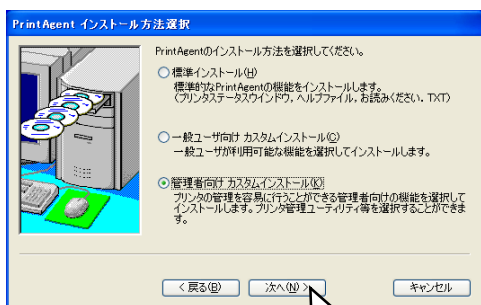 PrintAgent インストール方法選択
PrintAgentのインストール方法を選択してください。
標準インストール(H)
標準的なPrintAgentの機能をインストールします。
（プリンタステータスウインドウ, ヘルプファイル, お読みください. TXT）
一般ユーザ向け カスタムインストール(C)
一般ユーザが利用可能な機能を選択してインストールします。
管理者向け カスタムインストール(K)
プリンタの管理を容易に行うことができる管理者向けの機能を選択して
インストールします。プリンタ管理ユーティリティ等を選択することができま
す。
< 戻る(B)
次へ(N) >
キャンセル